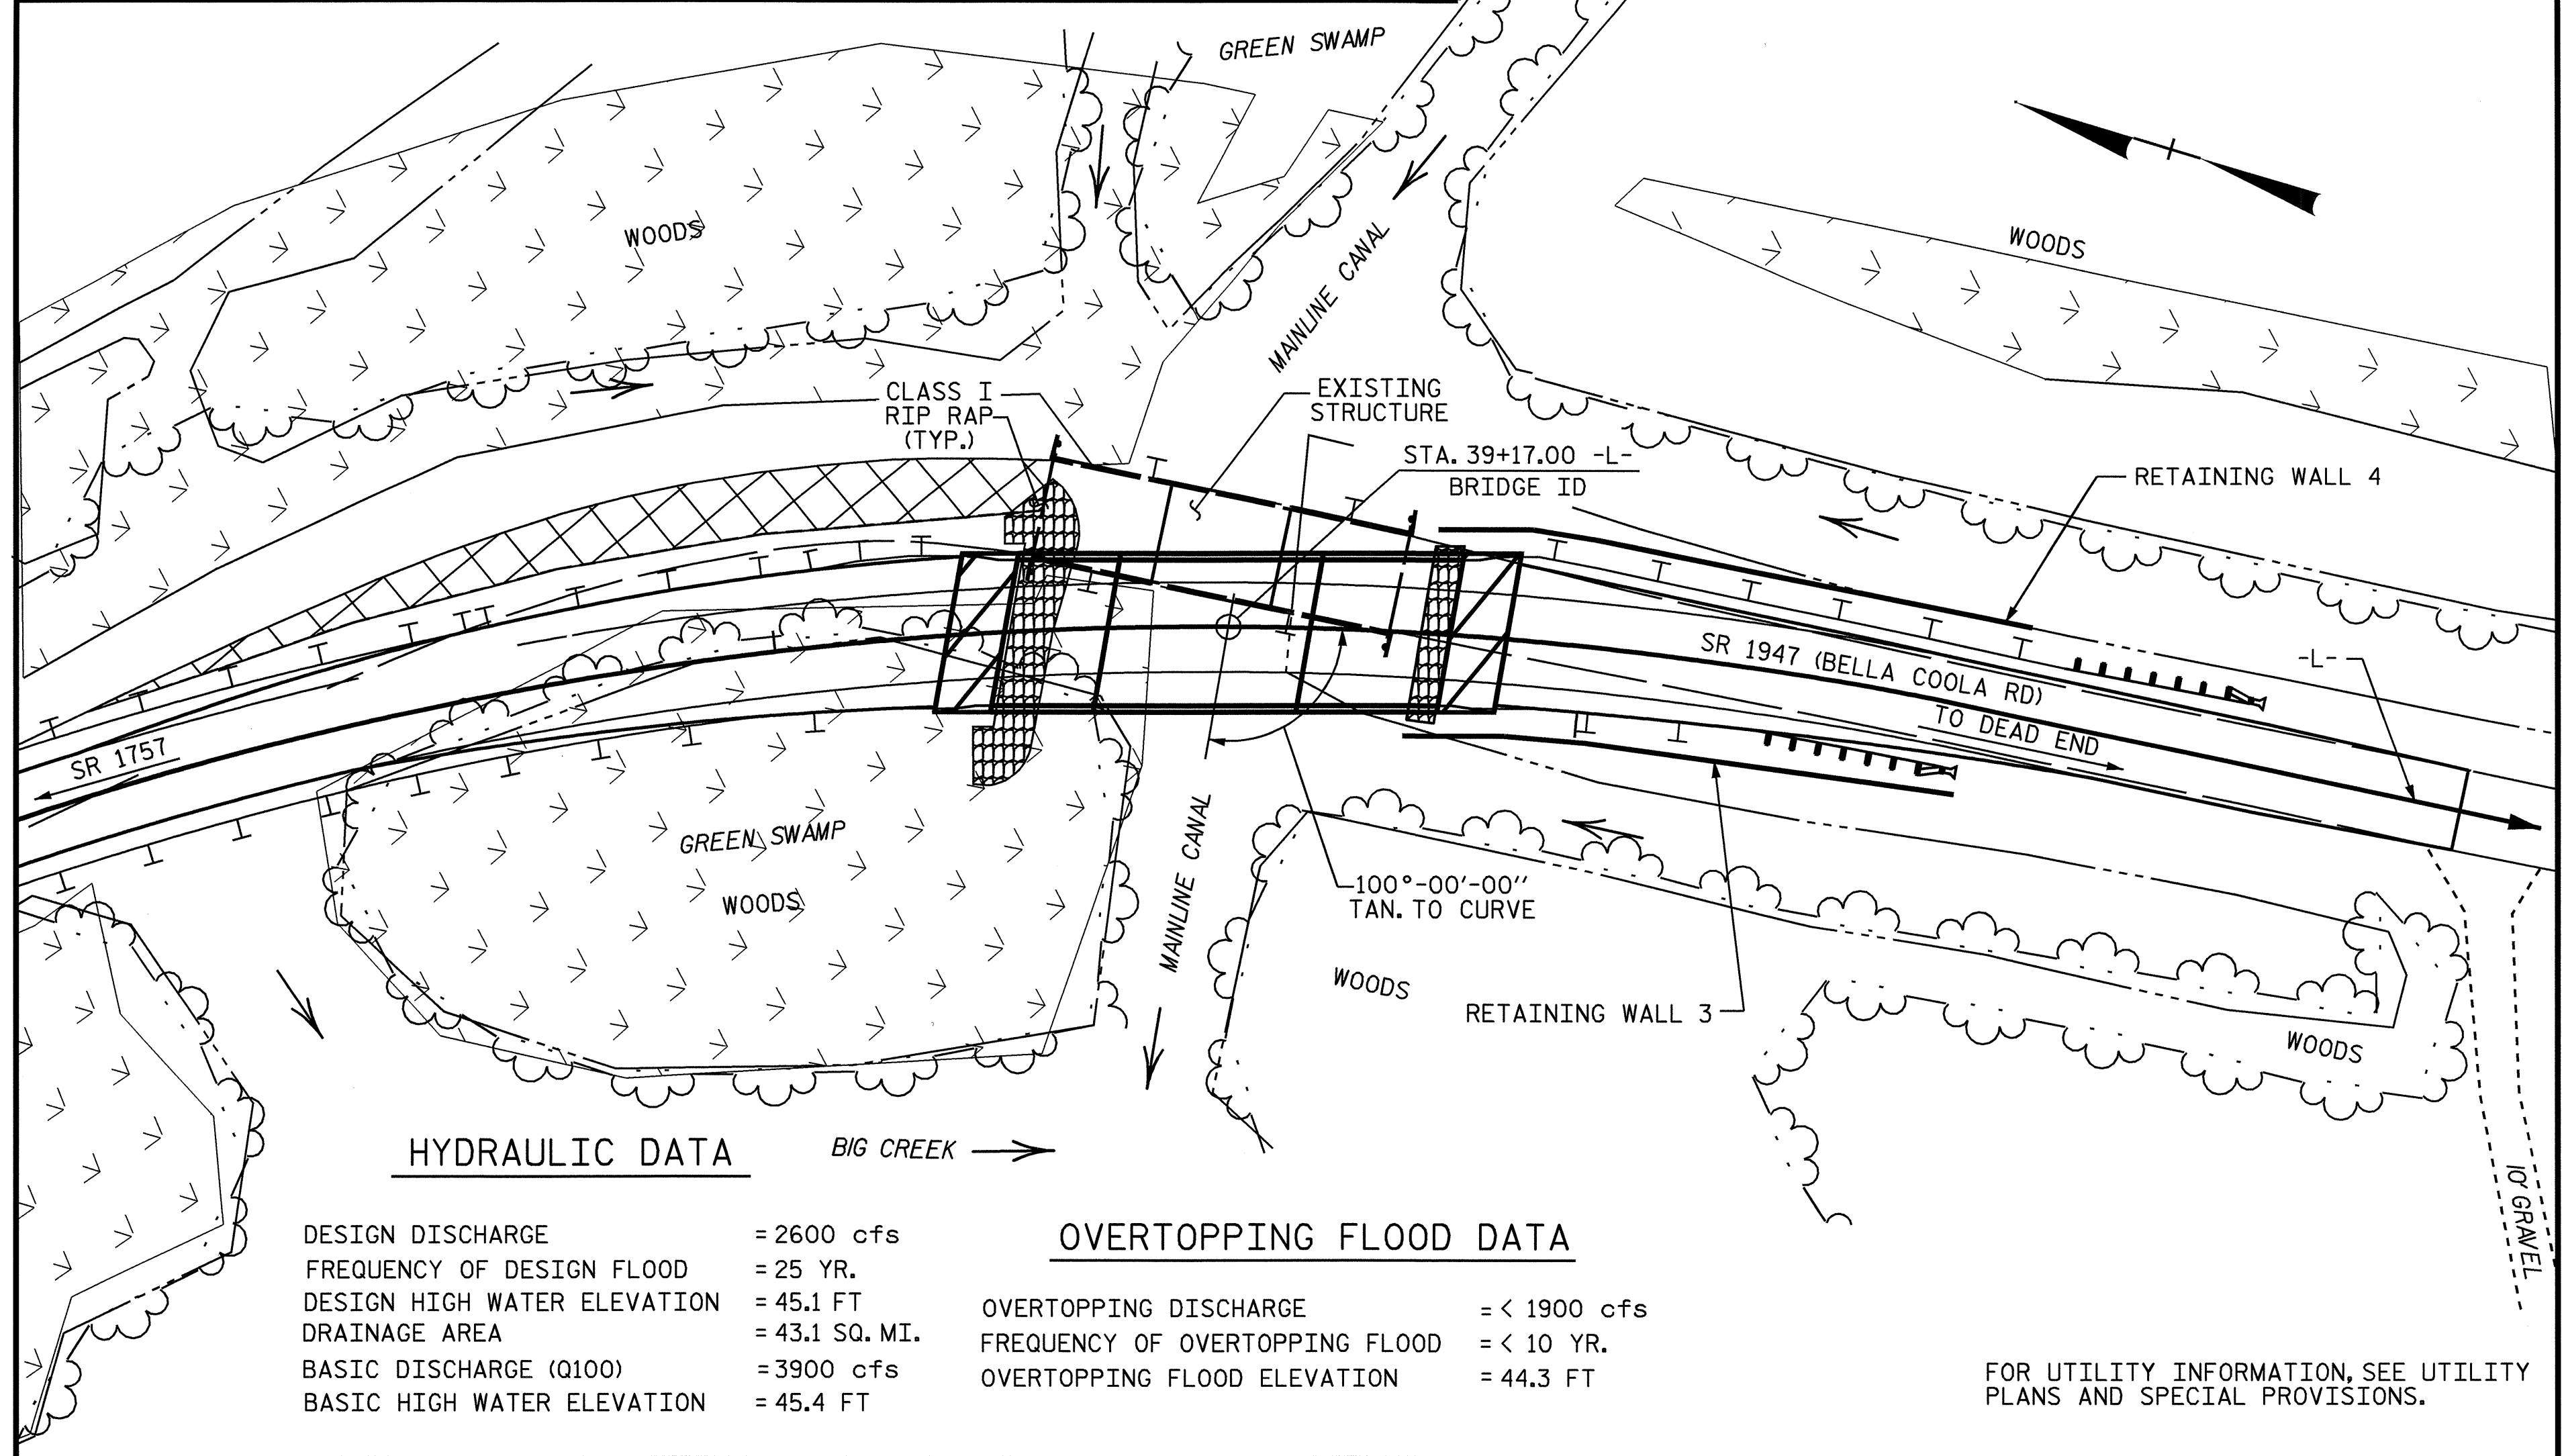 GREEN SWAMP
WOODS
WOODS
MAINLINE CANAL
CLASS I
RIP RAP
(TYP.)
EXISTING
STRUCTURE
STA. 39+17.00 -L-
BRIDGE ID
RETAINING WALL 4
SR 1947 (BELLA COOLA RD)
TO DEAD END
-L-
SR 1757
GREEN SWAMP
WOODS
MAINLINE CANAL
100°-00'-00"
TAN. TO CURVE
WOODS
RETAINING WALL 3
WOODS
10' GRAVEL
BIG CREEK
HYDRAULIC DATA
DESIGN DISCHARGE = 2600 cfs
FREQUENCY OF DESIGN FLOOD = 25 YR.
DESIGN HIGH WATER ELEVATION = 45.1 FT
DRAINAGE AREA = 43.1 SQ. MI.
BASIC DISCHARGE (Q100) = 3900 cfs
BASIC HIGH WATER ELEVATION = 45.4 FT
OVERTOPPING FLOOD DATA
OVERTOPPING DISCHARGE = < 1900 cfs
FREQUENCY OF OVERTOPPING FLOOD = < 10 YR.
OVERTOPPING FLOOD ELEVATION = 44.3 FT
FOR UTILITY INFORMATION, SEE UTILITY
PLANS AND SPECIAL PROVISIONS.